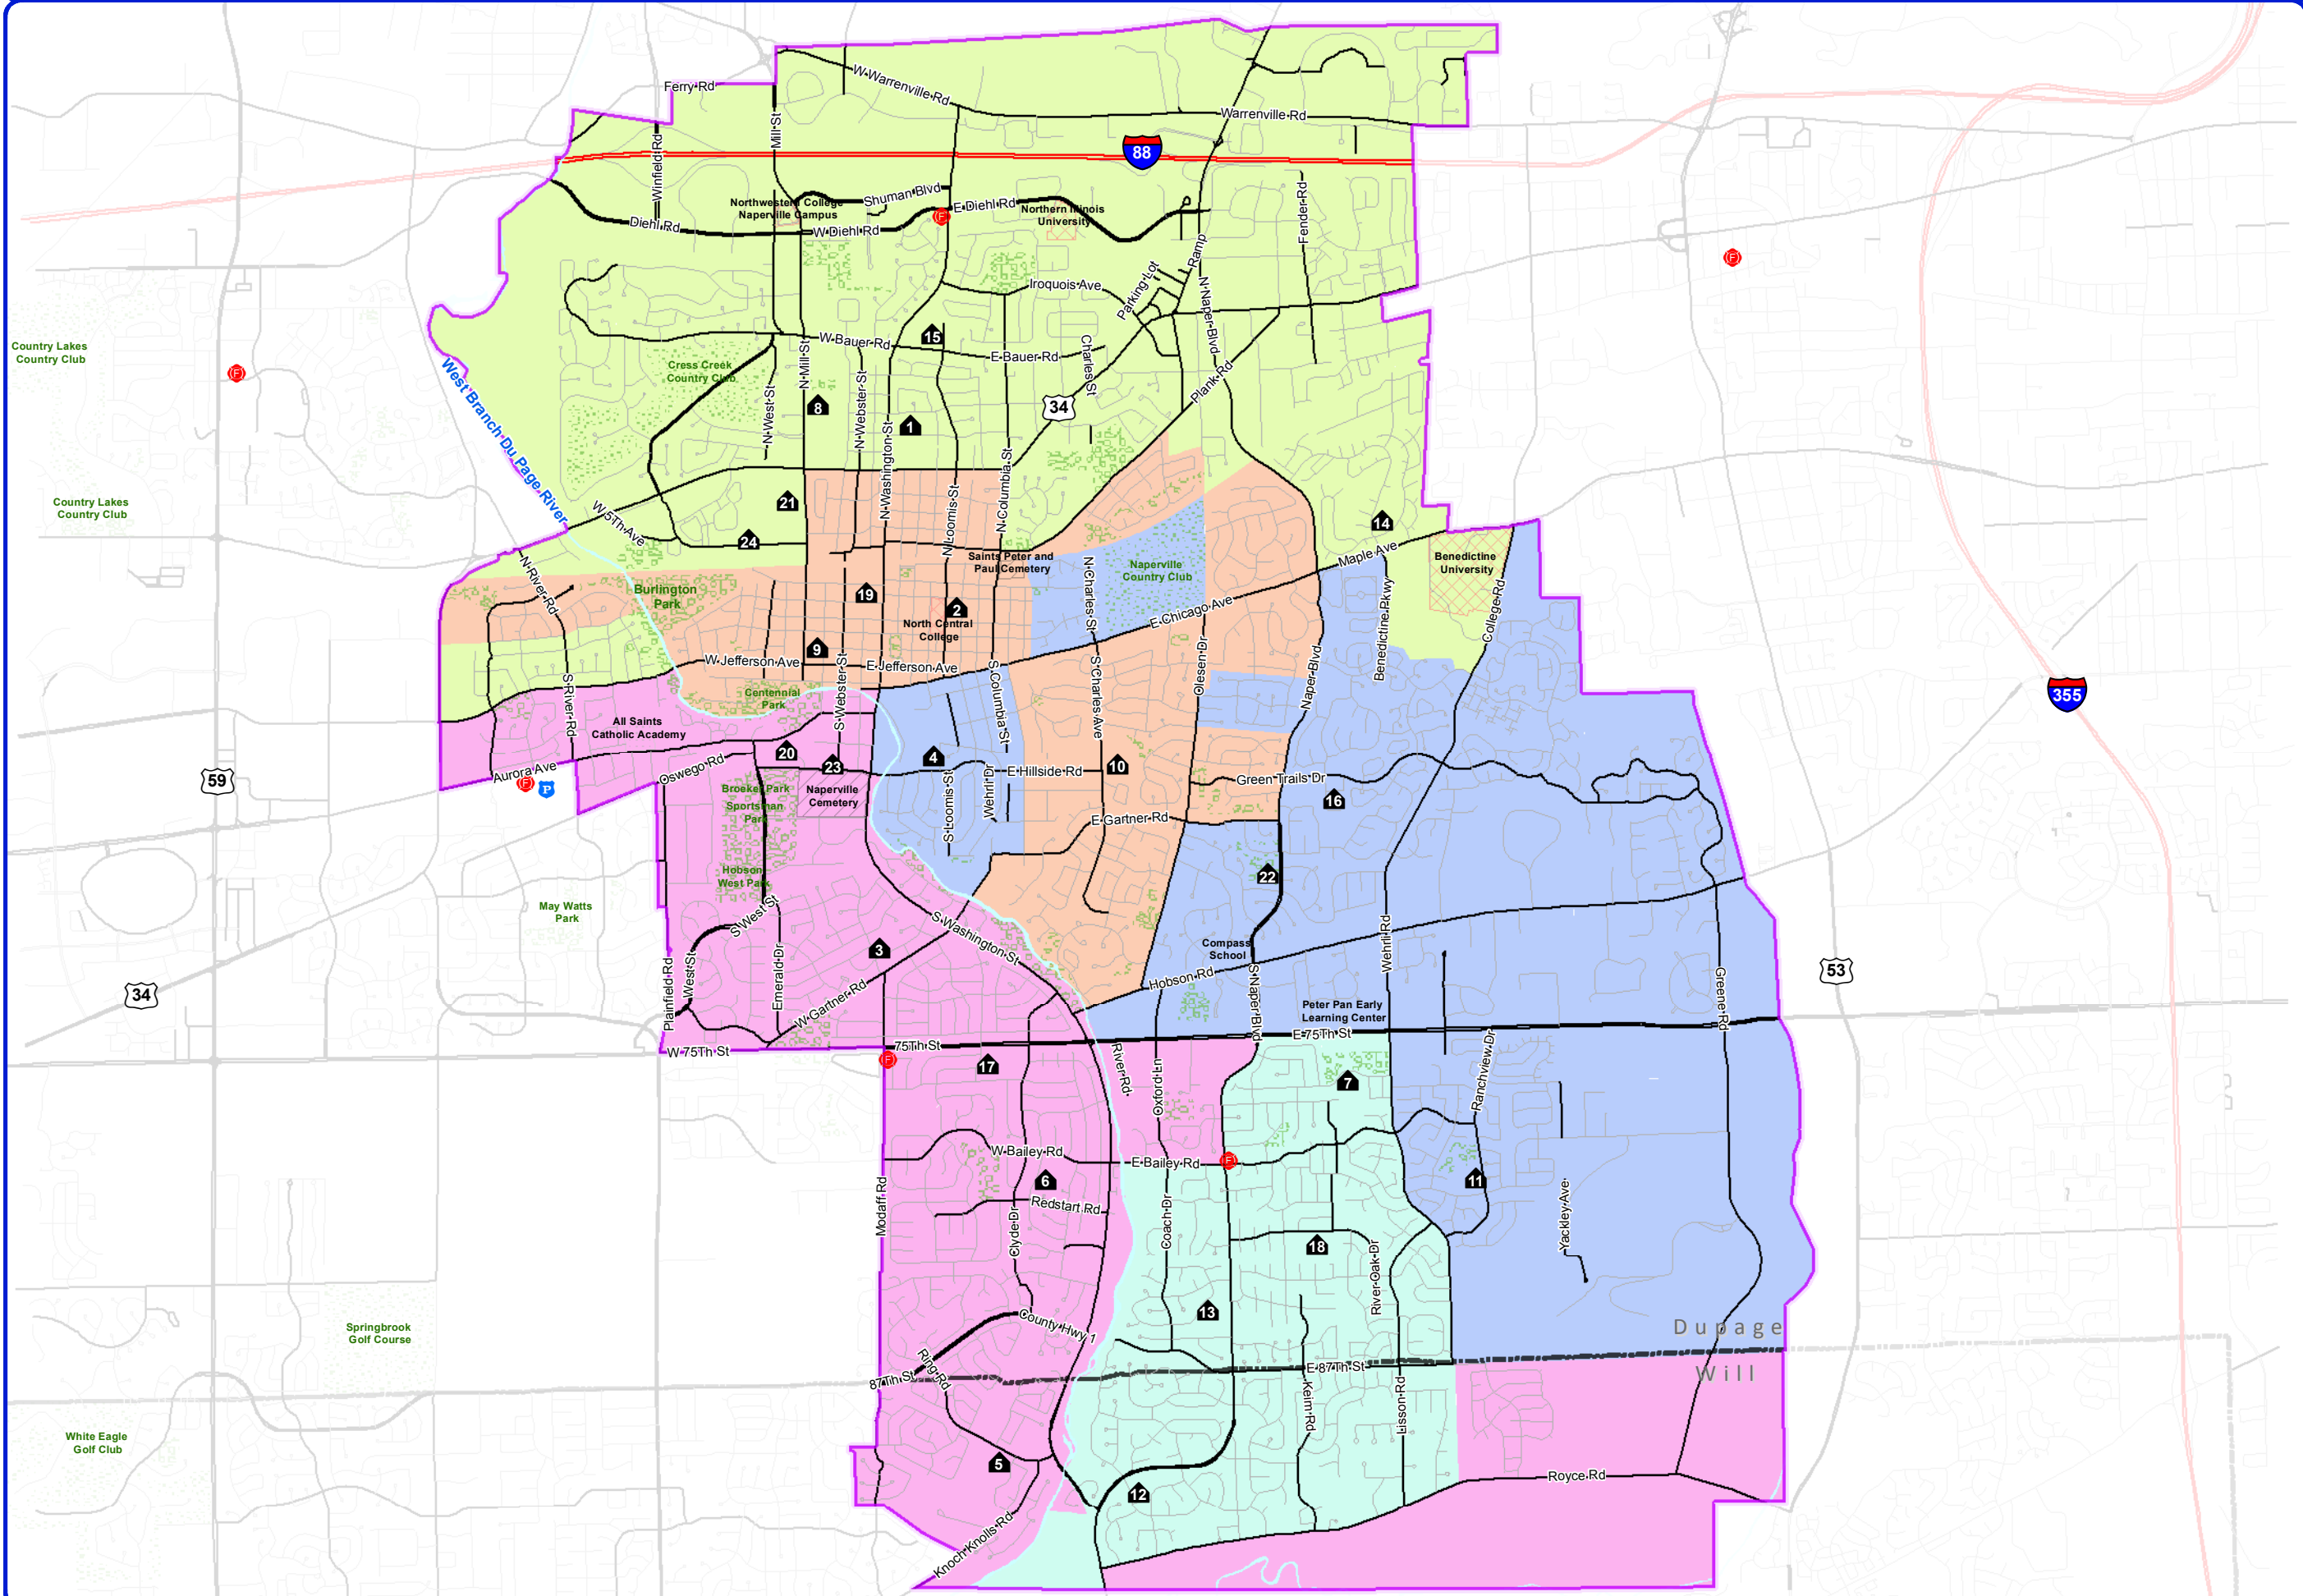 Ferry Rd
W Warrenville Rd
Warrenville Rd
Mill St
Winfield Rd
88
Shuman Blvd
Northwestern College
Naperville Campus
E Diehl Rd
Northern Illinois
University
Fender Rd
Diehl Rd
W Diehl Rd
F
F
F
Ramp
Parking Lot
Iroquois Ave
N Naper Blvd
Country Lakes
Country Club
W Bauer Rd
15
E Bauer Rd
Charles St
Cress Creek
Country Club
N Mill St
West Branch Du Page River
Plank Rd
N West St
8
N Webster St
1
N Washington St
34
N Columbia St
Country Lakes
Country Club
21
W 5Th Ave
24
N Loomis St
14
Maple Ave
Saints Peter and
Paul Cemetery
Naperville
Country Club
Benedictine
University
N River Rd
Burlington
Park
19
2
N Charles St
E Chicago Ave
Benedictine Pkwy
College Rd
North Central
College
9
W Jefferson Ave
E Jefferson Ave
Olesen Dr
Naper Blvd
355
Centennial
Park
S Webster St
S Columbia St
S Charles Ave
S River Rd
All Saints
Catholic Academy
20
23
4
10
59
Aurora Ave
F
P
Oswego Rd
E Hillside Rd
Green Trails Dr
Broeker Park
Sportsman
Park
Naperville
Cemetery
S Loomis St
Wehrli Dr
16
E Gartner Rd
Hobson
West Park
22
May Watts
Park
S West St
S Washington St
3
Compass
School
Wehrli Rd
Plainfield Rd
West St
Emerald Dr
W Gartner Rd
Hobson Rd
S Naper Blvd
Greene Rd
34
53
Peter Pan Early
Learning Center
E 75Th St
W 75Th St
75Th St
F
17
River Rd
Oxford Ln
7
Ranchview Dr
W Bailey Rd
E Bailey Rd
F
6
Redstart Rd
11
Modaff Rd
Clyde Dr
Coach Dr
18
River Oak Dr
Yackley Ave
13
County Hwy 1
Springbrook
Golf Course
Dupage
Will
Ring Rd
87Th St
E 87Th St
Keim Rd
Lisson Rd
White Eagle
Golf Club
5
12
Royce Rd
Knoch Knolls Rd